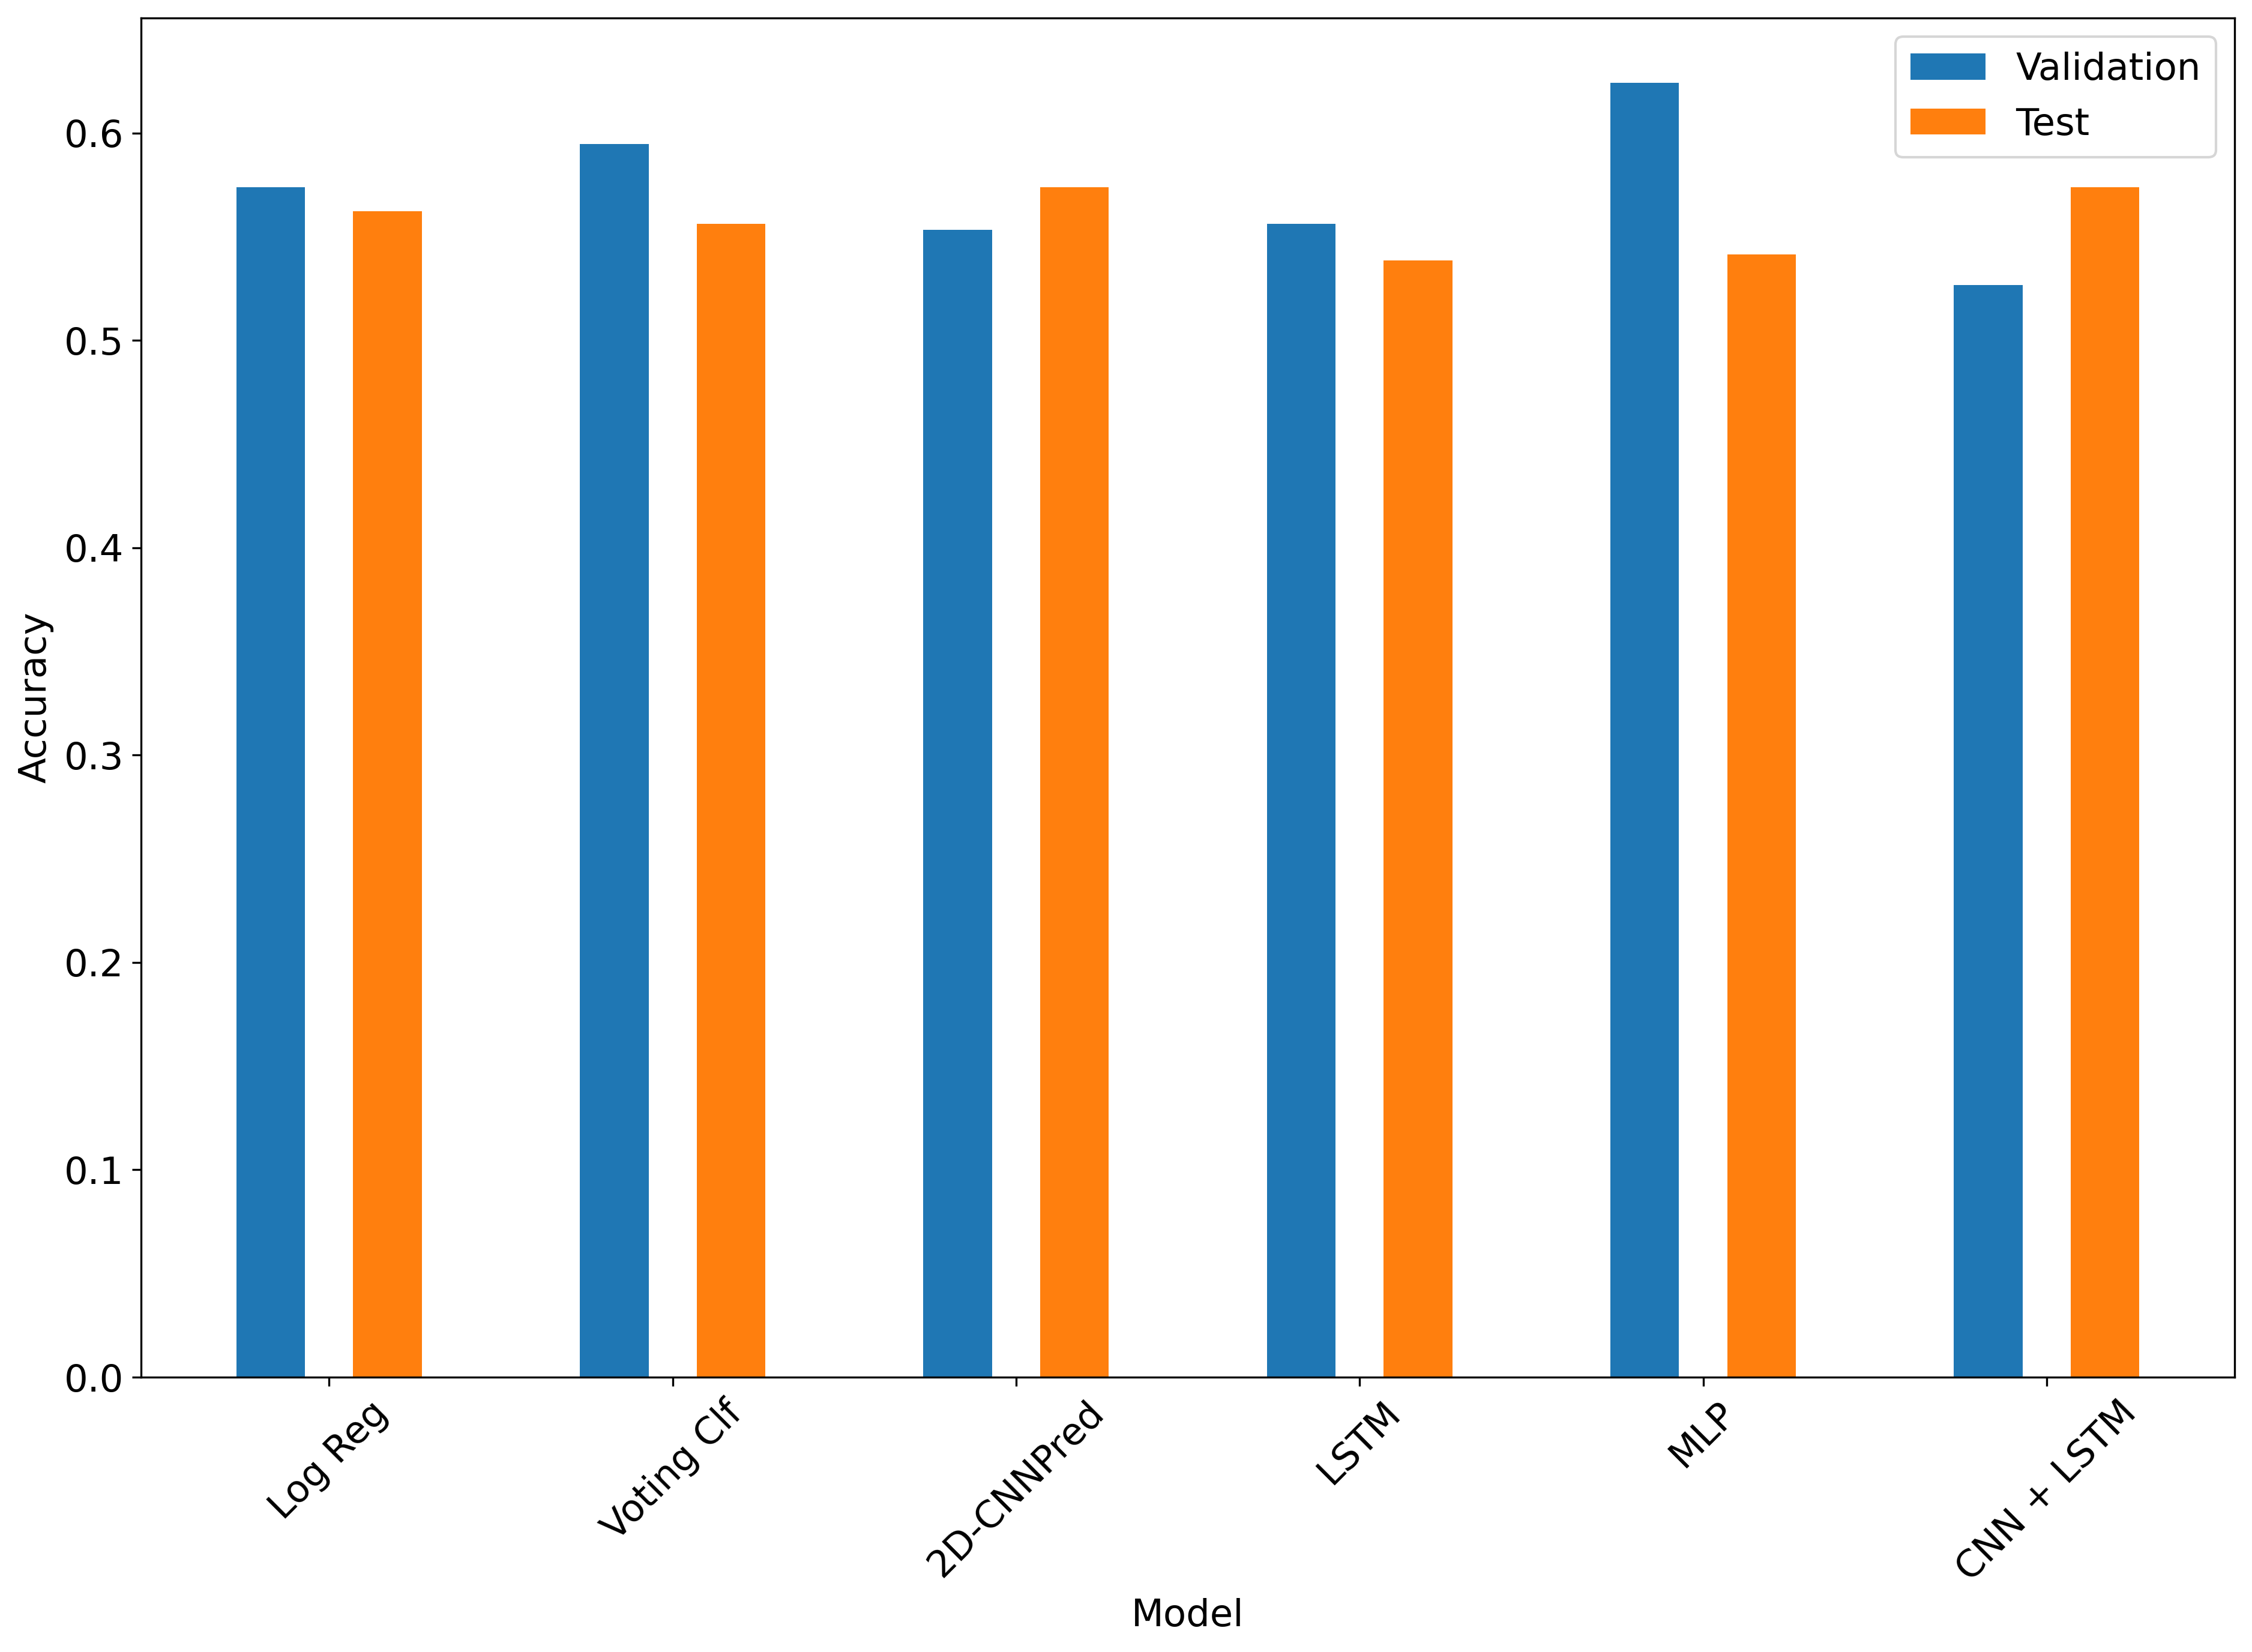 Validation
Test
0.6
0.5
0.4
0.3
0.2
0.1
0.0
Accuracy
Log Reg
Voting Clf
2D-CNNPred
LSTM
MLP
CNN + LSTM
Model